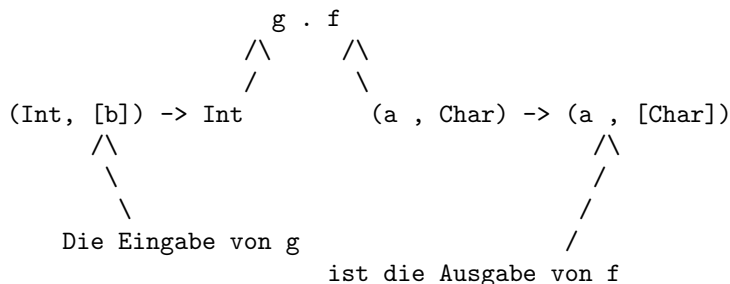 g . f
/\ /\
/ \
(Int, [b]) -> Int (a , Char) -> (a , [Char])
/\ /\
\ /
\ /
Die Eingabe von g /
ist die Ausgabe von f